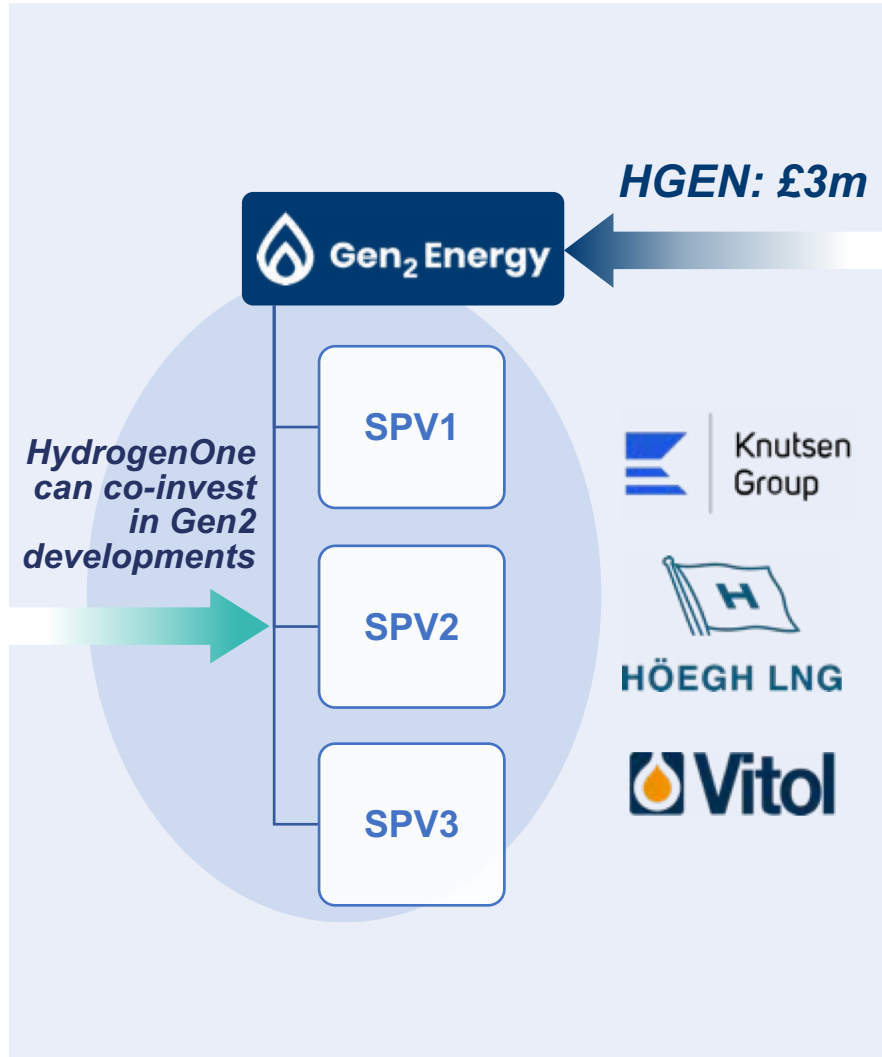 HGEN: £3m
Gen₂ Energy
SPV1
HydrogenOne
can co-invest
in Gen2
developments
SPV2
SPV3
Knutsen
Group
H
HÖEGH LNG
Vitol